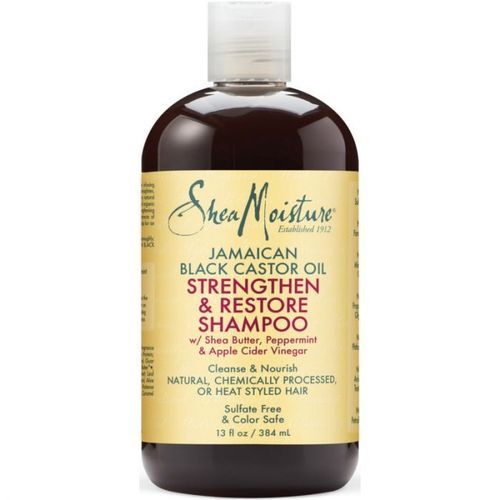 SheaMoisture®
Established 1912
JAMAICAN
BLACK CASTOR OIL
STRENGTHEN
& RESTORE
SHAMPOO
w/ Shea Butter, Peppermint
& Apple Cider Vinegar
Cleanse & Nourish
NATURAL, CHEMICALLY PROCESSED,
OR HEAT STYLED HAIR
Sulfate Free
& Color Safe
13 fl oz / 384 mL